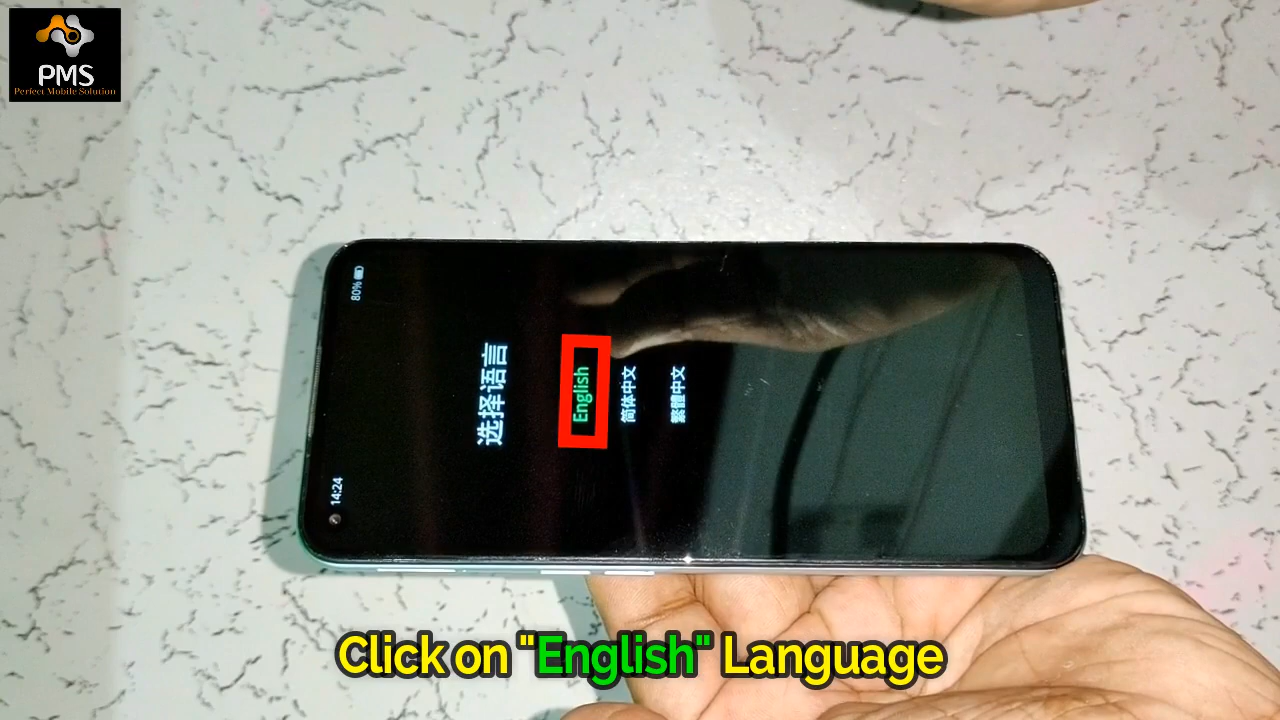 PMS
Perfect Mobile Solution
14:24
80%
选择语言
English
简体中文
繁體中文
Click on "English" Language